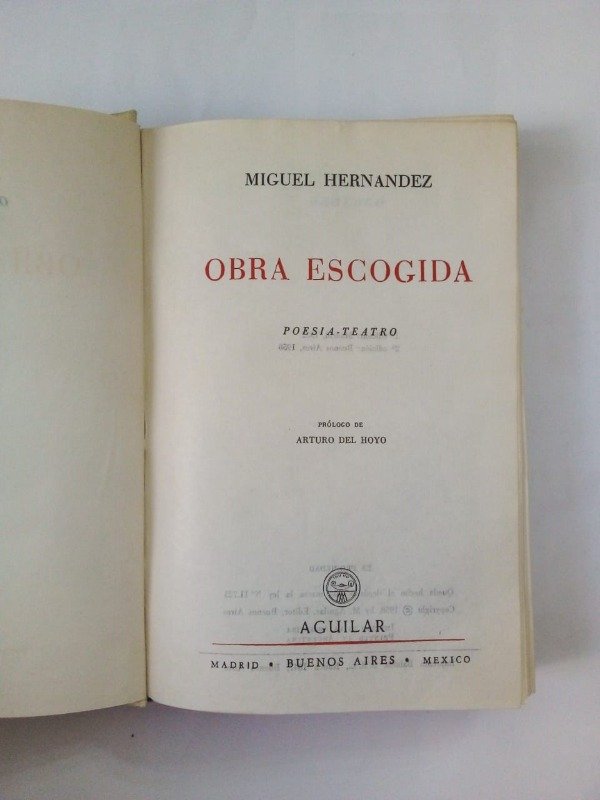 MIGUEL HERNANDEZ
OBRA ESCOGIDA
POESIA-TEATRO
PRÓLOGO DE
ARTURO DEL HOYO
AGUILAR
MADRID • BUENOS AIRES • MEXICO